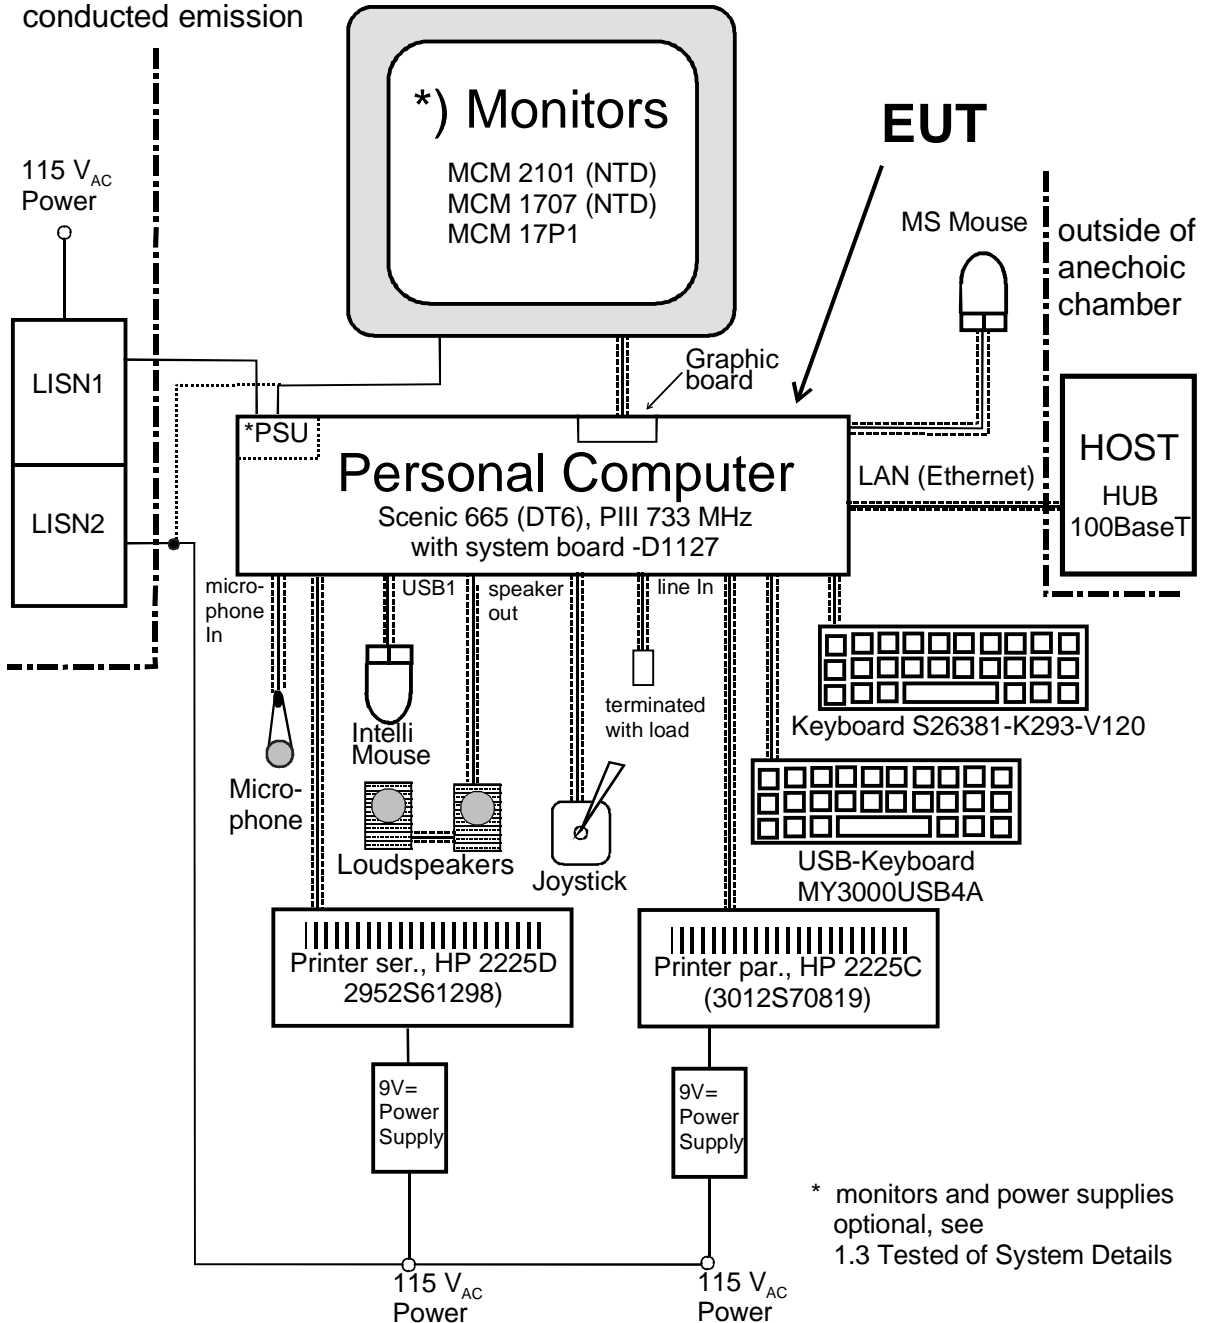 conducted emission
*) Monitors
MCM 2101 (NTD)
MCM 1707 (NTD)
MCM 17P1
EUT
115 VAC
Power
MS Mouse
outside of
anechoic
chamber
LISN1
LISN2
Graphic
board
*PSU
Personal Computer
Scenic 665 (DT6), PIII 733 MHz
with system board -D1127
LAN (Ethernet)
HOST
HUB
100BaseT
micro-
phone
In
USB1
speaker
out
line In
terminated
with load
Keyboard S26381-K293-V120
Intelli
Mouse
Micro-
phone
Loudspeakers
Joystick
USB-Keyboard
MY3000USB4A
Printer ser., HP 2225D
2952S61298)
Printer par., HP 2225C
(3012S70819)
9V=
Power
Supply
9V=
Power
Supply
* monitors and power supplies
optional, see
1.3 Tested of System Details
115 VAC
Power
115 VAC
Power